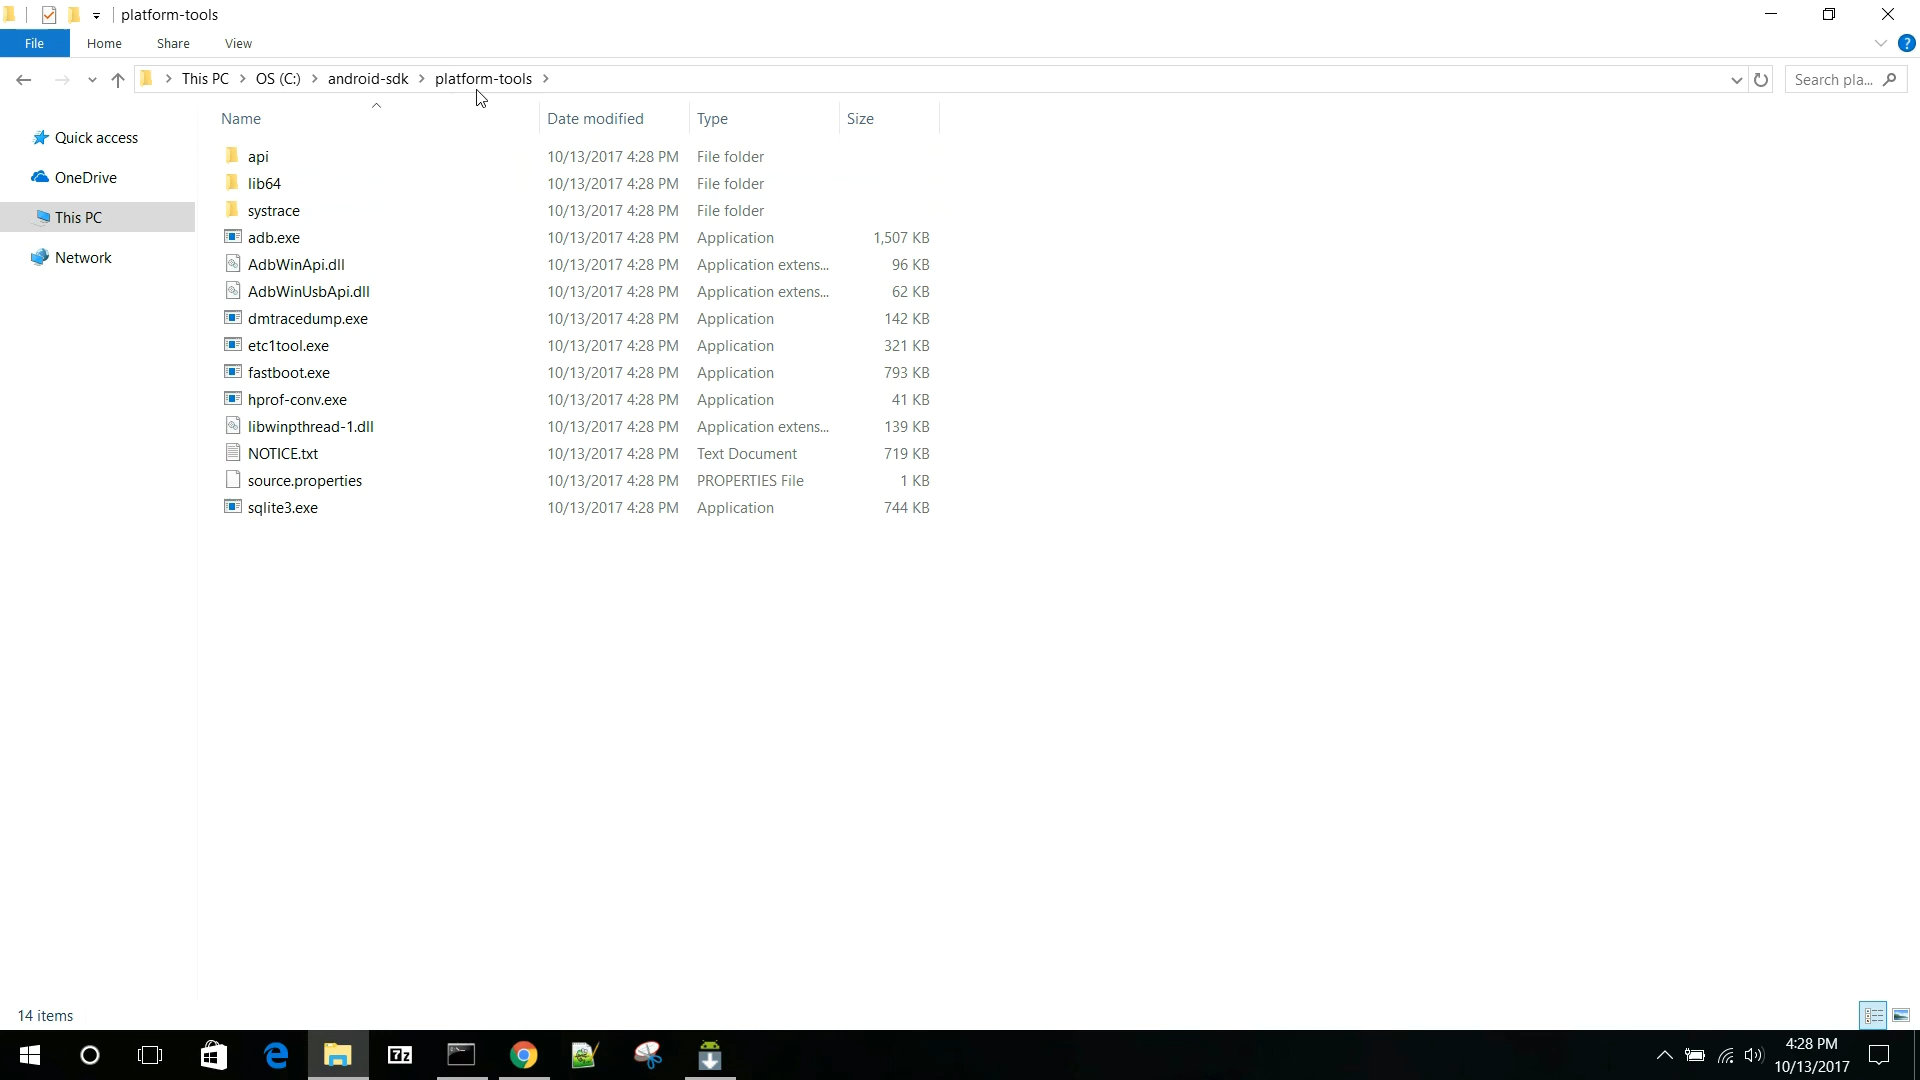 platform-tools
File Home Share View
This PC OS (C:) android-sdk platform-tools Search pla...
Name Date modified Type Size
Quick access
OneDrive
This PC
Network
api 10/13/2017 4:28 PM File folder
lib64 10/13/2017 4:28 PM File folder
systrace 10/13/2017 4:28 PM File folder
adb.exe 10/13/2017 4:28 PM Application 1,507 KB
AdbWinApi.dll 10/13/2017 4:28 PM Application extens... 96 KB
AdbWinUsbApi.dll 10/13/2017 4:28 PM Application extens... 62 KB
dmtracedump.exe 10/13/2017 4:28 PM Application 142 KB
etc1tool.exe 10/13/2017 4:28 PM Application 321 KB
fastboot.exe 10/13/2017 4:28 PM Application 793 KB
hprof-conv.exe 10/13/2017 4:28 PM Application 41 KB
libwinpthread-1.dll 10/13/2017 4:28 PM Application extens... 139 KB
NOTICE.txt 10/13/2017 4:28 PM Text Document 719 KB
source.properties 10/13/2017 4:28 PM PROPERTIES File 1 KB
sqlite3.exe 10/13/2017 4:28 PM Application 744 KB
14 items
7z
4:28 PM
10/13/2017